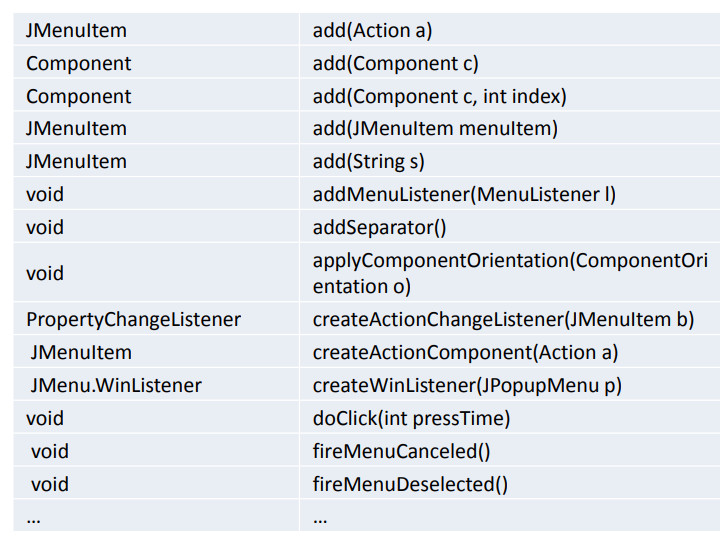 JMenuItem add(Action a)
Component add(Component c)
Component add(Component c, int index)
JMenuItem add(JMenuItem menuItem)
JMenuItem add(String s)
void addMenuListener(MenuListener l)
void addSeparator()
void applyComponentOrientation(ComponentOri
entation o)
PropertyChangeListener createActionChangeListener(JMenuItem b)
JMenuItem createActionComponent(Action a)
JMenu.WinListener createWinListener(JPopupMenu p)
void doClick(int pressTime)
void fireMenuCanceled()
void fireMenuDeselected()
... ...